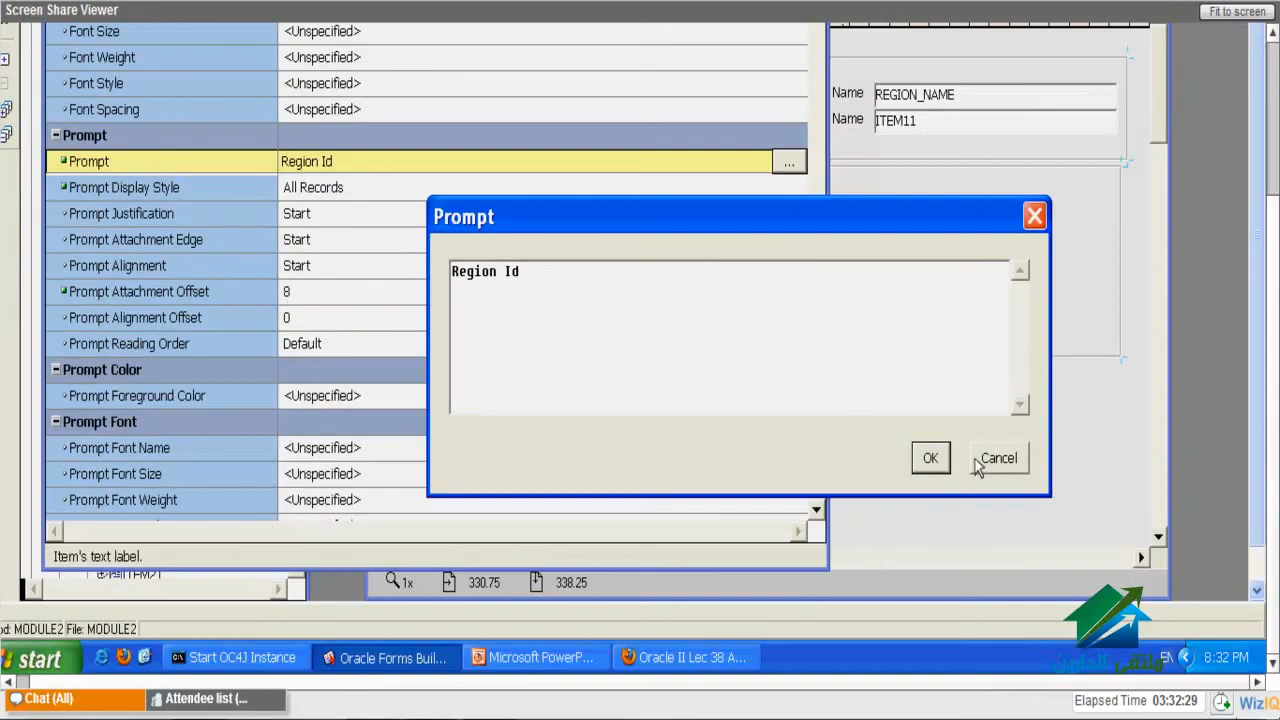 Screen Share Viewer
Fit to screen
Font Size <Unspecified>
Font Weight <Unspecified>
Font Style <Unspecified>
Font Spacing <Unspecified>
Prompt
Prompt Region Id ...
Prompt Display Style All Records
Prompt Justification Start
Prompt Attachment Edge Start
Prompt Alignment Start
Prompt Attachment Offset 8
Prompt Alignment Offset 0
Prompt Reading Order Default
Prompt Color
Prompt Foreground Color <Unspecified>
Prompt Font
Prompt Font Name <Unspecified>
Prompt Font Size <Unspecified>
Prompt Font Weight <Unspecified>
Item's text label.
Name REGION_NAME
Name ITEM11
Prompt
Region Id
OK Cancel
ITEM21
1x 330.75 338.25
od: MODULE2 File: MODULE2
start Start OC4J Instance Oracle Forms Buil... Microsoft PowerP... Oracle II Lec 38 A... EN 8:32 PM
ملتقى
Chat (All) Attendee list (... Elapsed Time 03:32:29 WizIQ